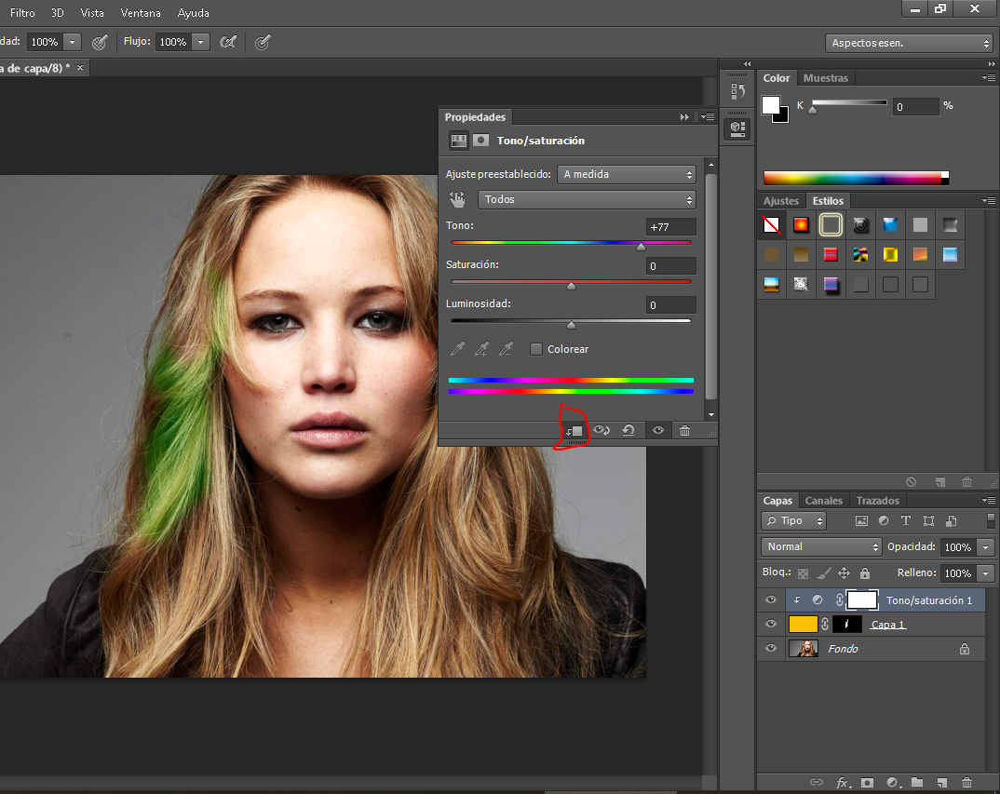 Filtro 3D Vista Ventana Ayuda
dad: 100% Flujo: 100% Aspectos esen.
a de capa/8) * ×
Color Muestras
K 0 %
Propiedades
Tono/saturación
Ajuste preestablecido: A medida
Todos
Tono: +77
Saturación: 0
Luminosidad: 0
Colorear
Ajustes Estilos
Capas Canales Trazados
Tipo
Normal Opacidad: 100%
Bloq.: Relleno: 100%
Tono/saturación 1
Capa 1
Fondo
fx